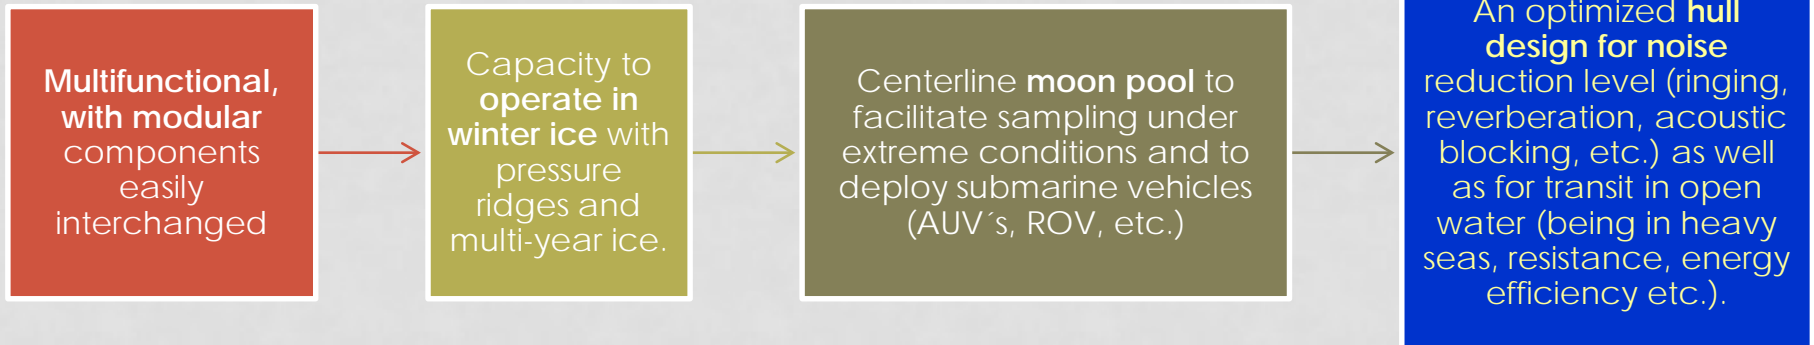 Multifunctional,
with modular
components
easily
interchanged
Capacity to
operate in
winter ice with
pressure
ridges and
multi-year ice.
Centerline moon pool to
facilitate sampling under
extreme conditions and to
deploy submarine vehicles
(AUV´s, ROV, etc.)
An optimized hull
design for noise
reduction level (ringing,
reverberation, acoustic
blocking, etc.) as well
as for transit in open
water (being in heavy
seas, resistance, energy
efficiency etc.).